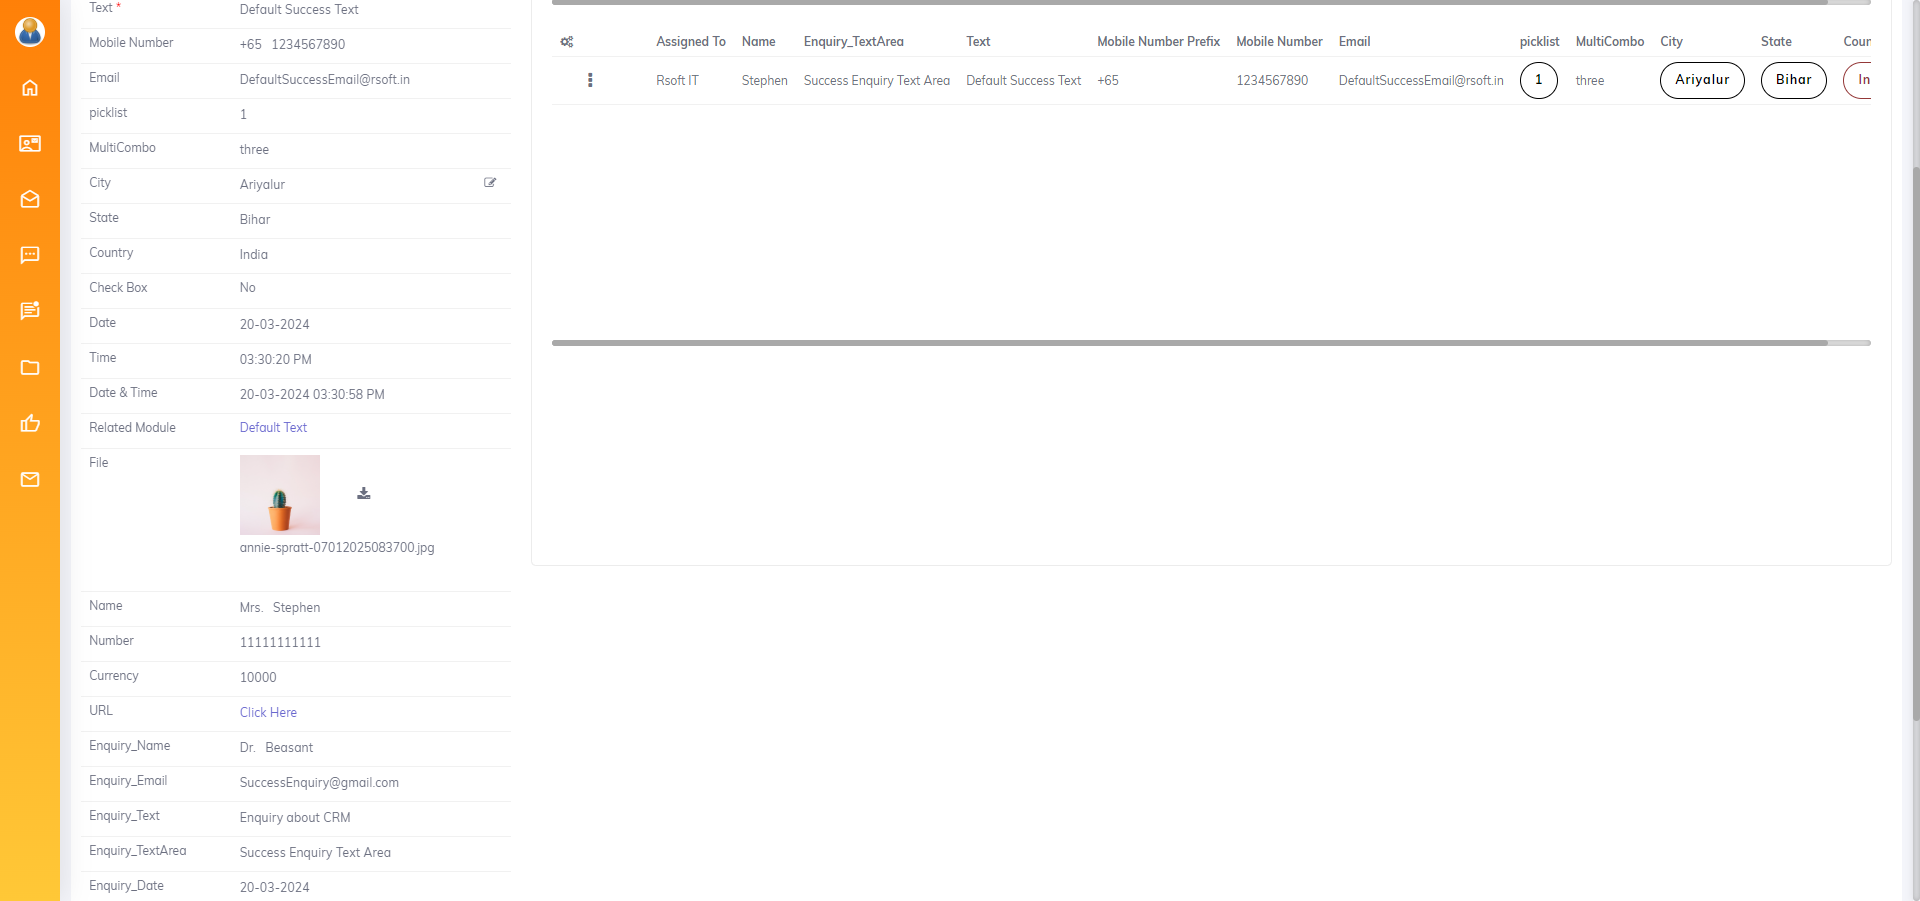 Text * Default Success Text
Mobile Number +65 1234567890
Email DefaultSuccessEmail@rsoft.in
picklist 1
MultiCombo three
City Ariyalur
State Bihar
Country India
Check Box No
Date 20-03-2024
Time 03:30:20 PM
Date & Time 20-03-2024 03:30:58 PM
Related Module Default Text
File
annie-spratt-07012025083700.jpg
Name Mrs. Stephen
Number 11111111111
Currency 10000
URL Click Here
Enquiry_Name Dr. Beasant
Enquiry_Email SuccessEnquiry@gmail.com
Enquiry_Text Enquiry about CRM
Enquiry_TextArea Success Enquiry Text Area
Enquiry_Date 20-03-2024
Assigned To Name Enquiry_TextArea Text Mobile Number Prefix Mobile Number Email picklist MultiCombo City State Coun
Rsoft IT Stephen Success Enquiry Text Area Default Success Text +65 1234567890 DefaultSuccessEmail@rsoft.in 1 three Ariyalur Bihar In